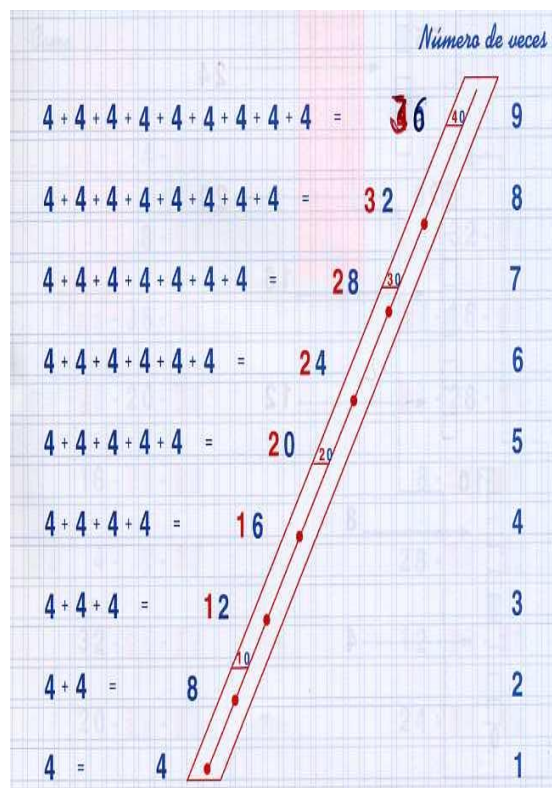 Número de veces
4 + 4 + 4 + 4 + 4 + 4 + 4 + 4 + 4 = 36 40 9
4 + 4 + 4 + 4 + 4 + 4 + 4 + 4 = 32 8
4 + 4 + 4 + 4 + 4 + 4 + 4 = 28 30 7
4 + 4 + 4 + 4 + 4 + 4 = 24 6
4 + 4 + 4 + 4 + 4 = 20 20 5
4 + 4 + 4 + 4 = 16 4
4 + 4 + 4 = 12 3
10
4 + 4 = 8 2
4 = 4 1